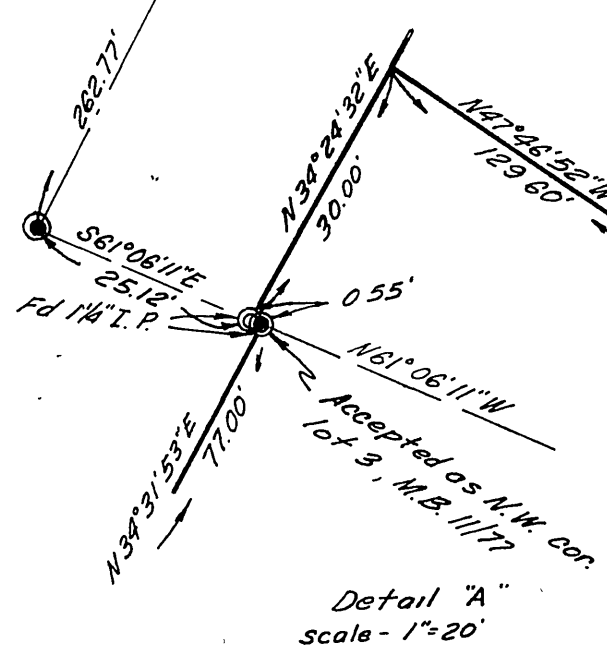 262.77'
N34°24'32"E
30.00'
N47°46'52"W
129 60'
S61°06'11"E
25.12'
Fd 1¼" I.P.
0 55'
N61°06'11"W
Accepted as N.W. cor.
lot 3, M.B. 11/77
N34°31'53"E
77.00'
Detail "A"
scale - 1"=20'